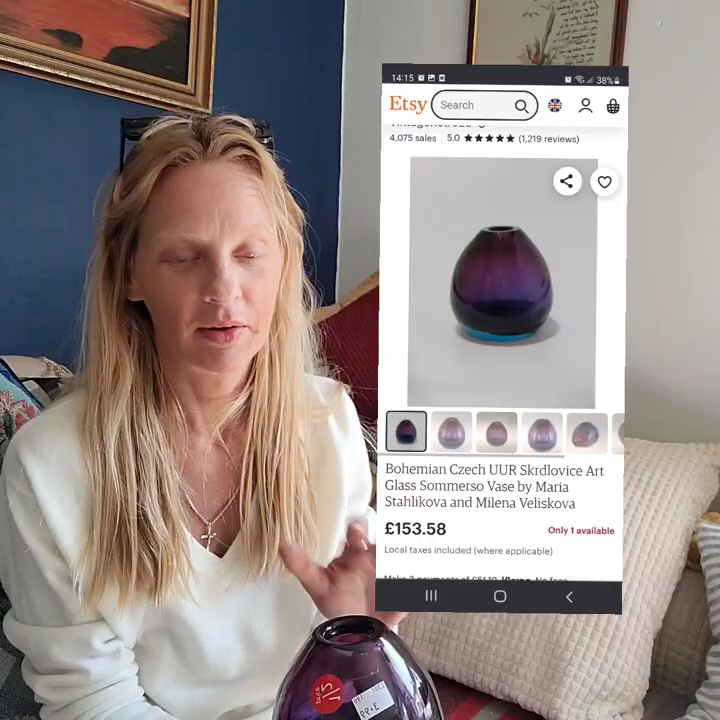 14:15
38%
Etsy
Search
4,075 sales
5.0 ★★★★★ (1,219 reviews)
Bohemian Czech UUR Skrdlovice Art
Glass Sommerso Vase by Maria
Stahlikova and Milena Veliskova
£153.58
Only 1 available
Local taxes included (where applicable)